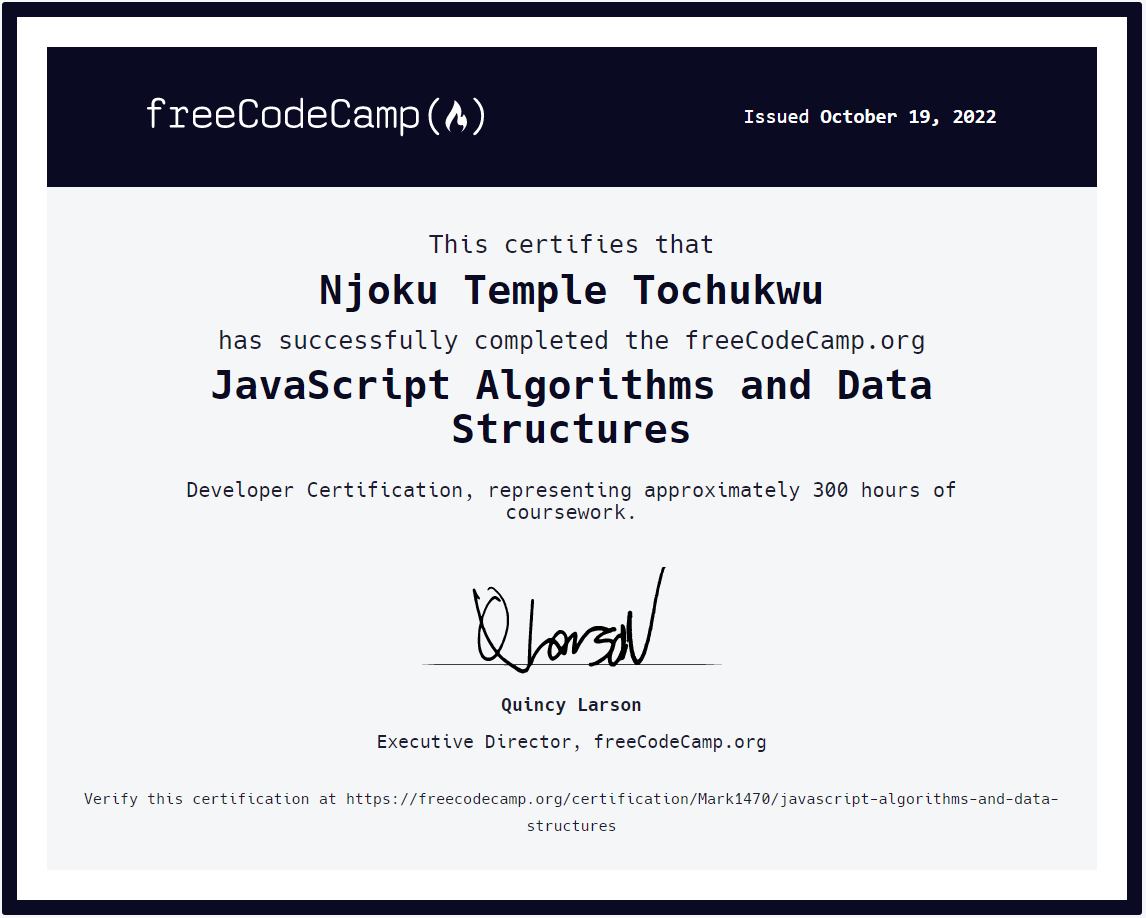 freeCodeCamp(🔥)
Issued October 19, 2022
This certifies that
Njoku Temple Tochukwu
has successfully completed the freeCodeCamp.org
JavaScript Algorithms and Data
Structures
Developer Certification, representing approximately 300 hours of
coursework.
Q Larson
Quincy Larson
Executive Director, freeCodeCamp.org
Verify this certification at https://freecodecamp.org/certification/Mark1470/javascript-algorithms-and-data-
structures